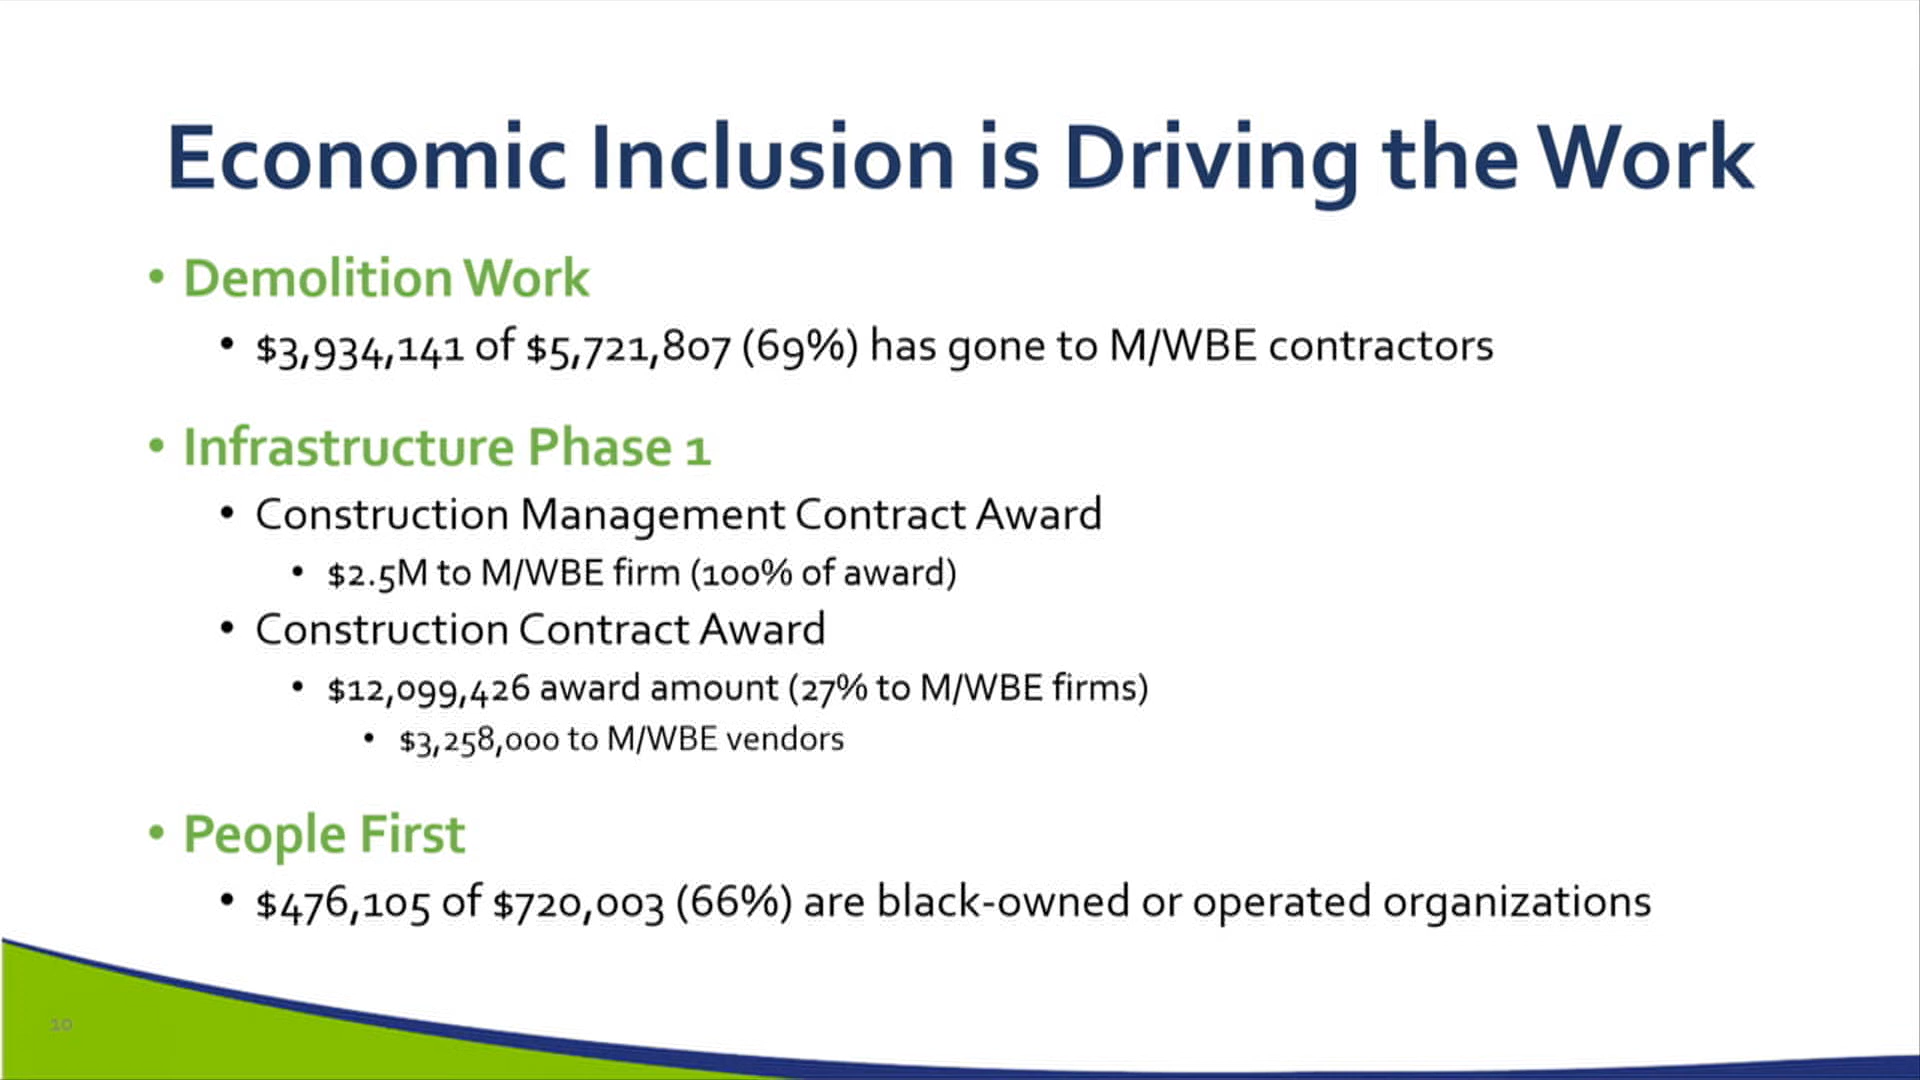 Economic Inclusion is Driving the Work
• Demolition Work
• $3,934,141 of $5,721,807 (69%) has gone to M/WBE contractors
• Infrastructure Phase 1
• Construction Management Contract Award
• $2.5M to M/WBE firm (100% of award)
• Construction Contract Award
• $12,099,426 award amount (27% to M/WBE firms)
• $3,258,000 to M/WBE vendors
• People First
• $476,105 of $720,003 (66%) are black-owned or operated organizations
10